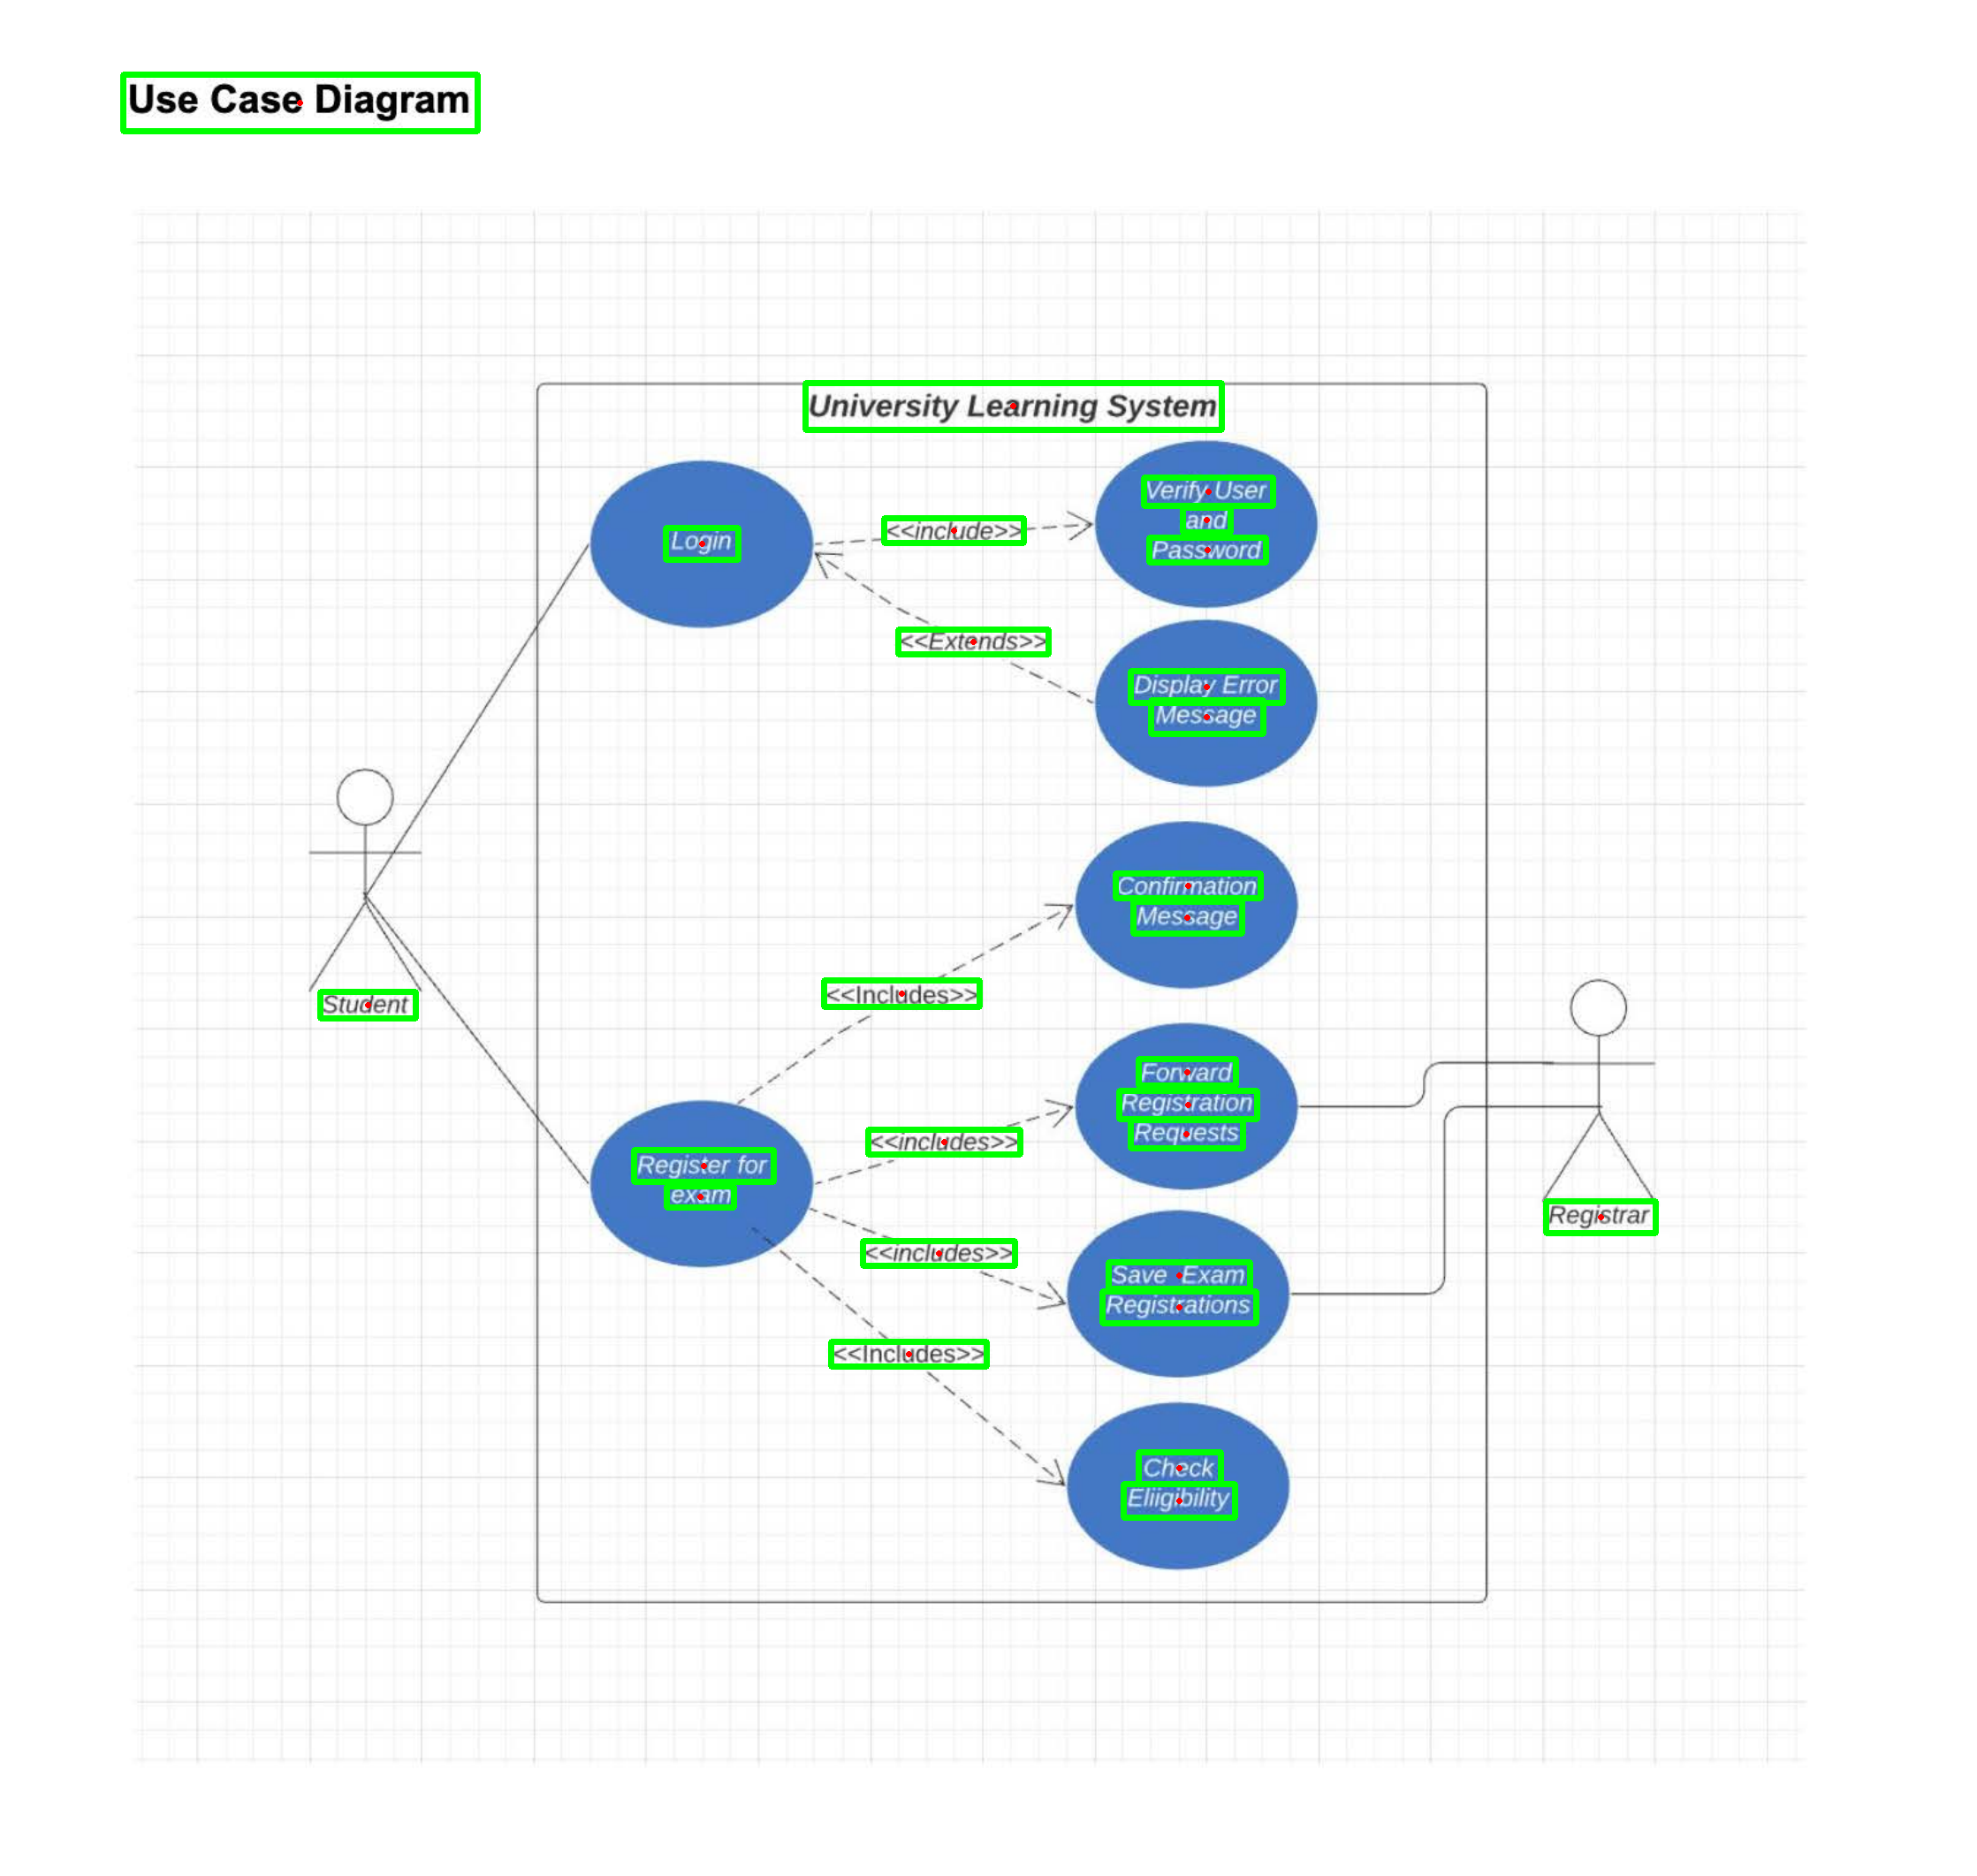 Use Case Diagram
University Learning System
Login
<<include>>
Verify User
and
Password
<<Extends>>
Display Error
Message
Student
Confirmation
Message
<<Includes>>
Forward
Registration
Requests
<<includes>>
Register for
exam
Registrar
<<includes>>
Save  Exam
Registrations
<<Includes>>
Check
Eliigibility